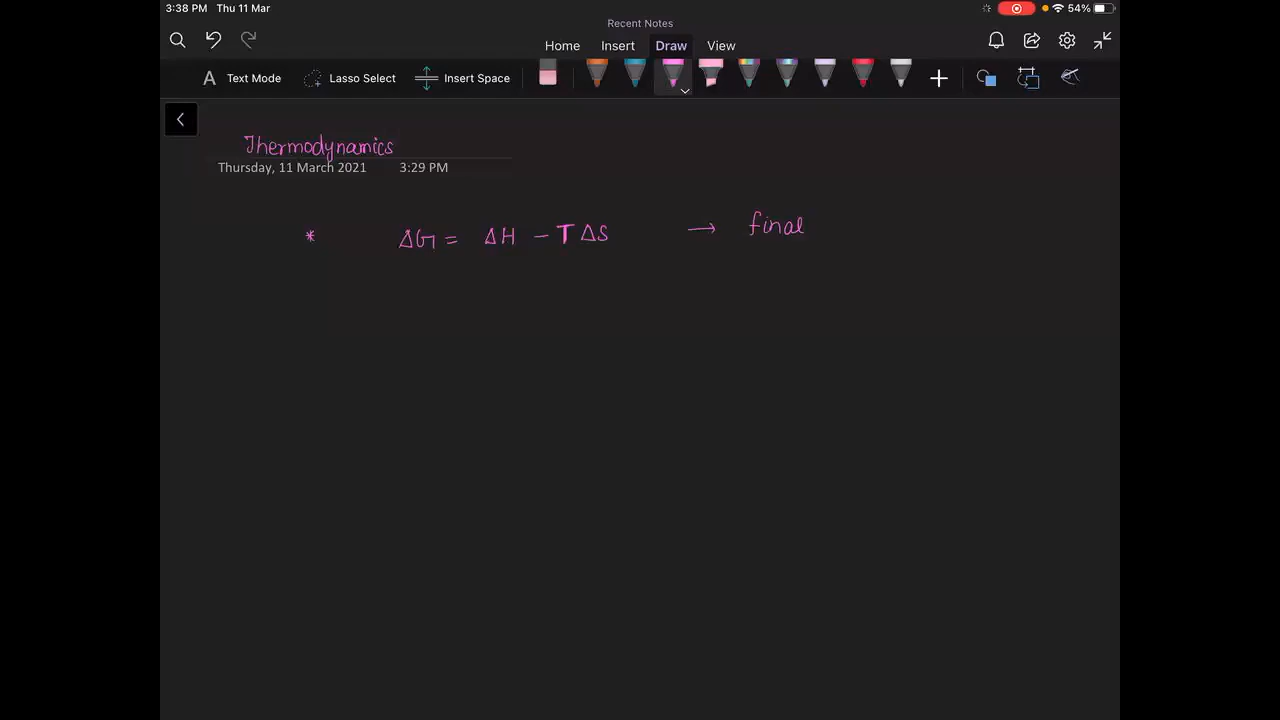 3:38 PM Thu 11 Mar 54%
Recent Notes
Home Insert Draw View
A Text Mode Lasso Select Insert Space
Thermodynamics
Thursday, 11 March 2021 3:29 PM
* ΔG = ΔH – TΔS → final